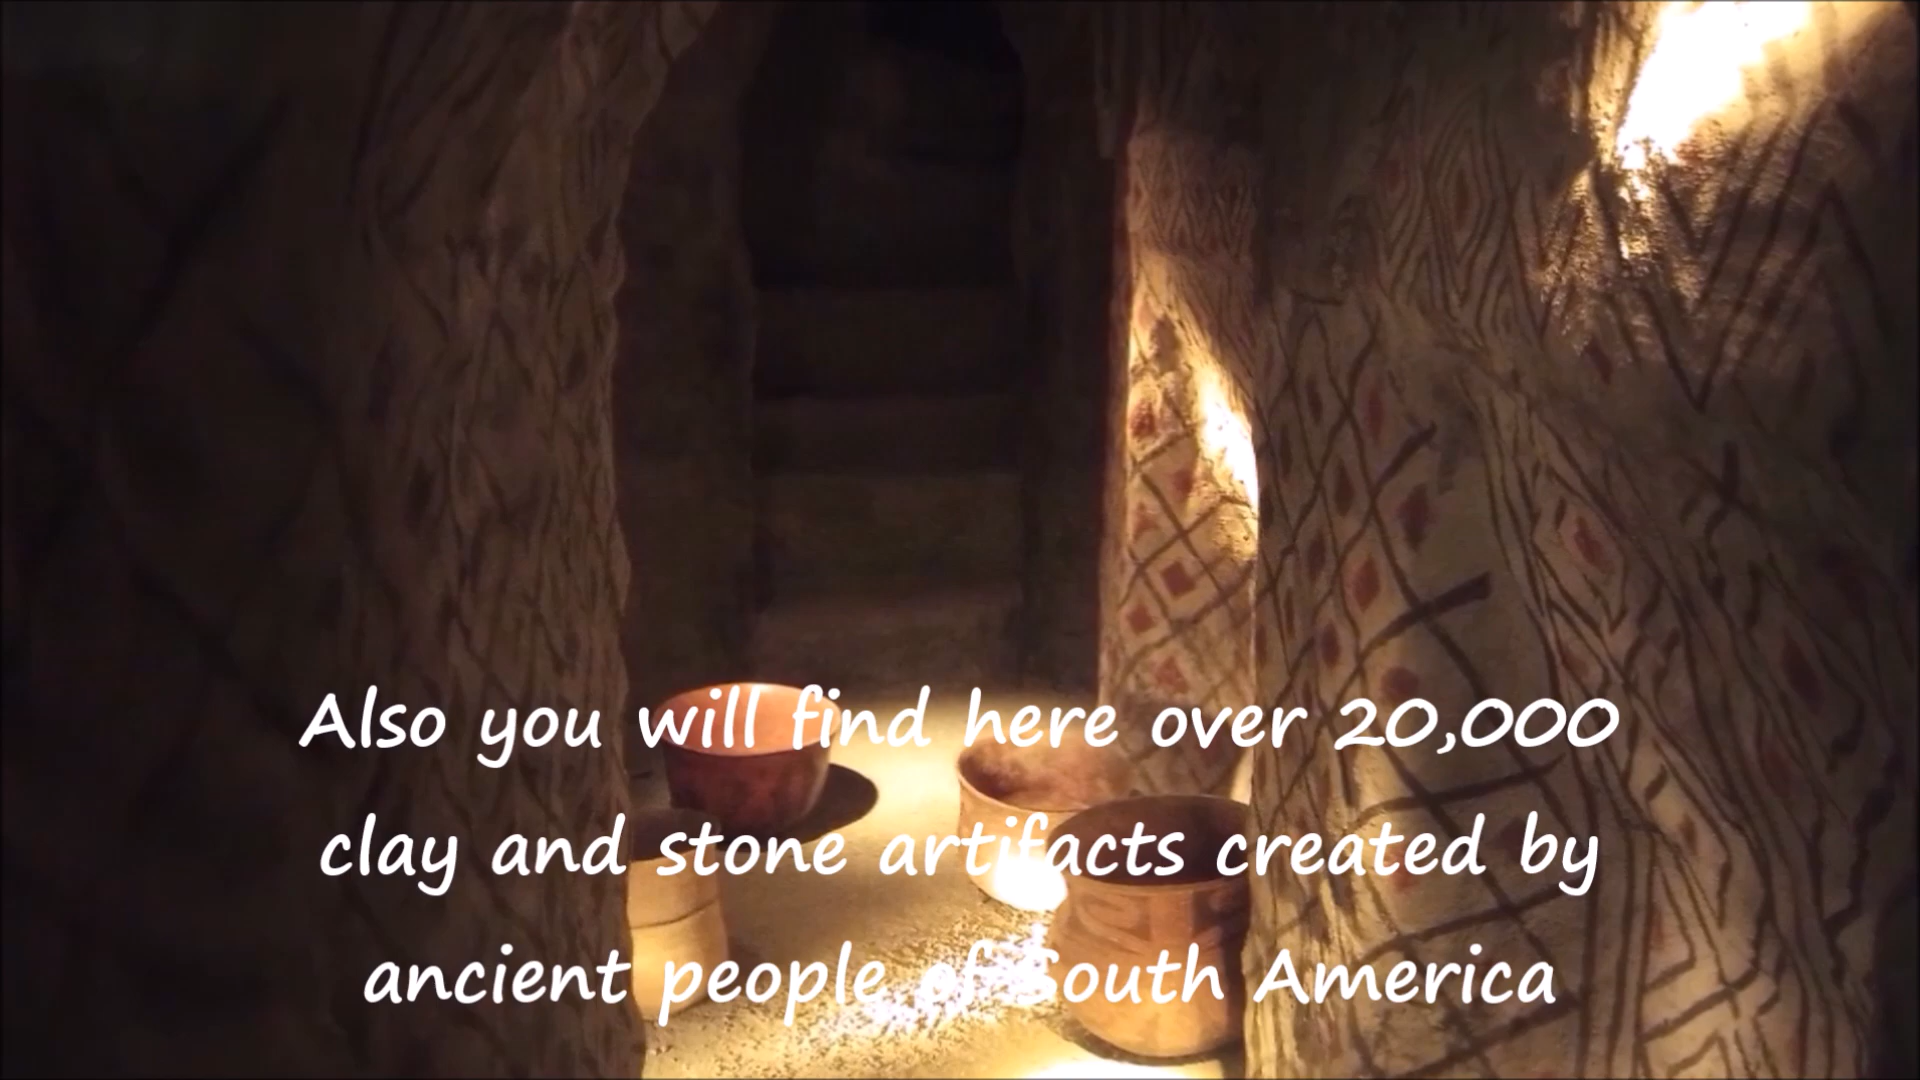 Also you will find here over 20,000
clay and stone artifacts created by
ancient people of South America